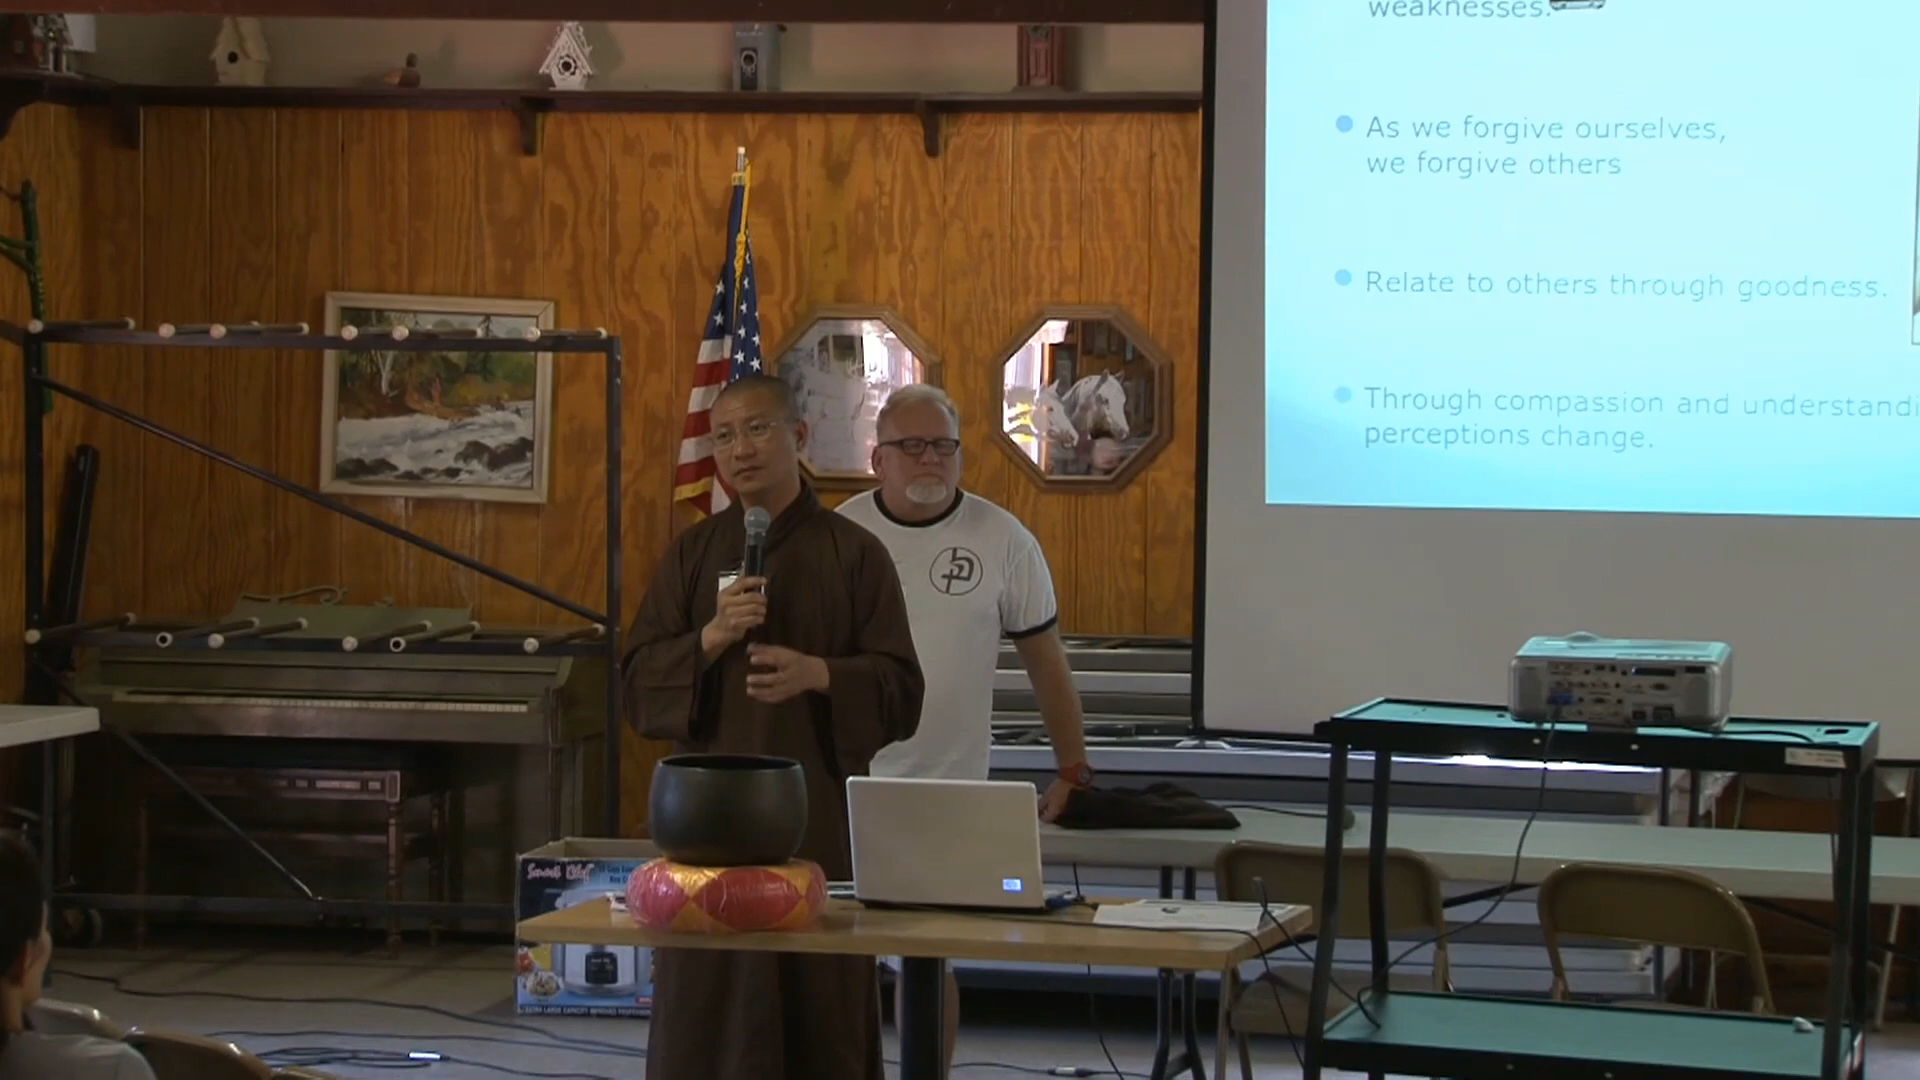 weaknesses.
As we forgive ourselves,
we forgive others
Relate to others through goodness.
Through compassion and understandi
perceptions change.